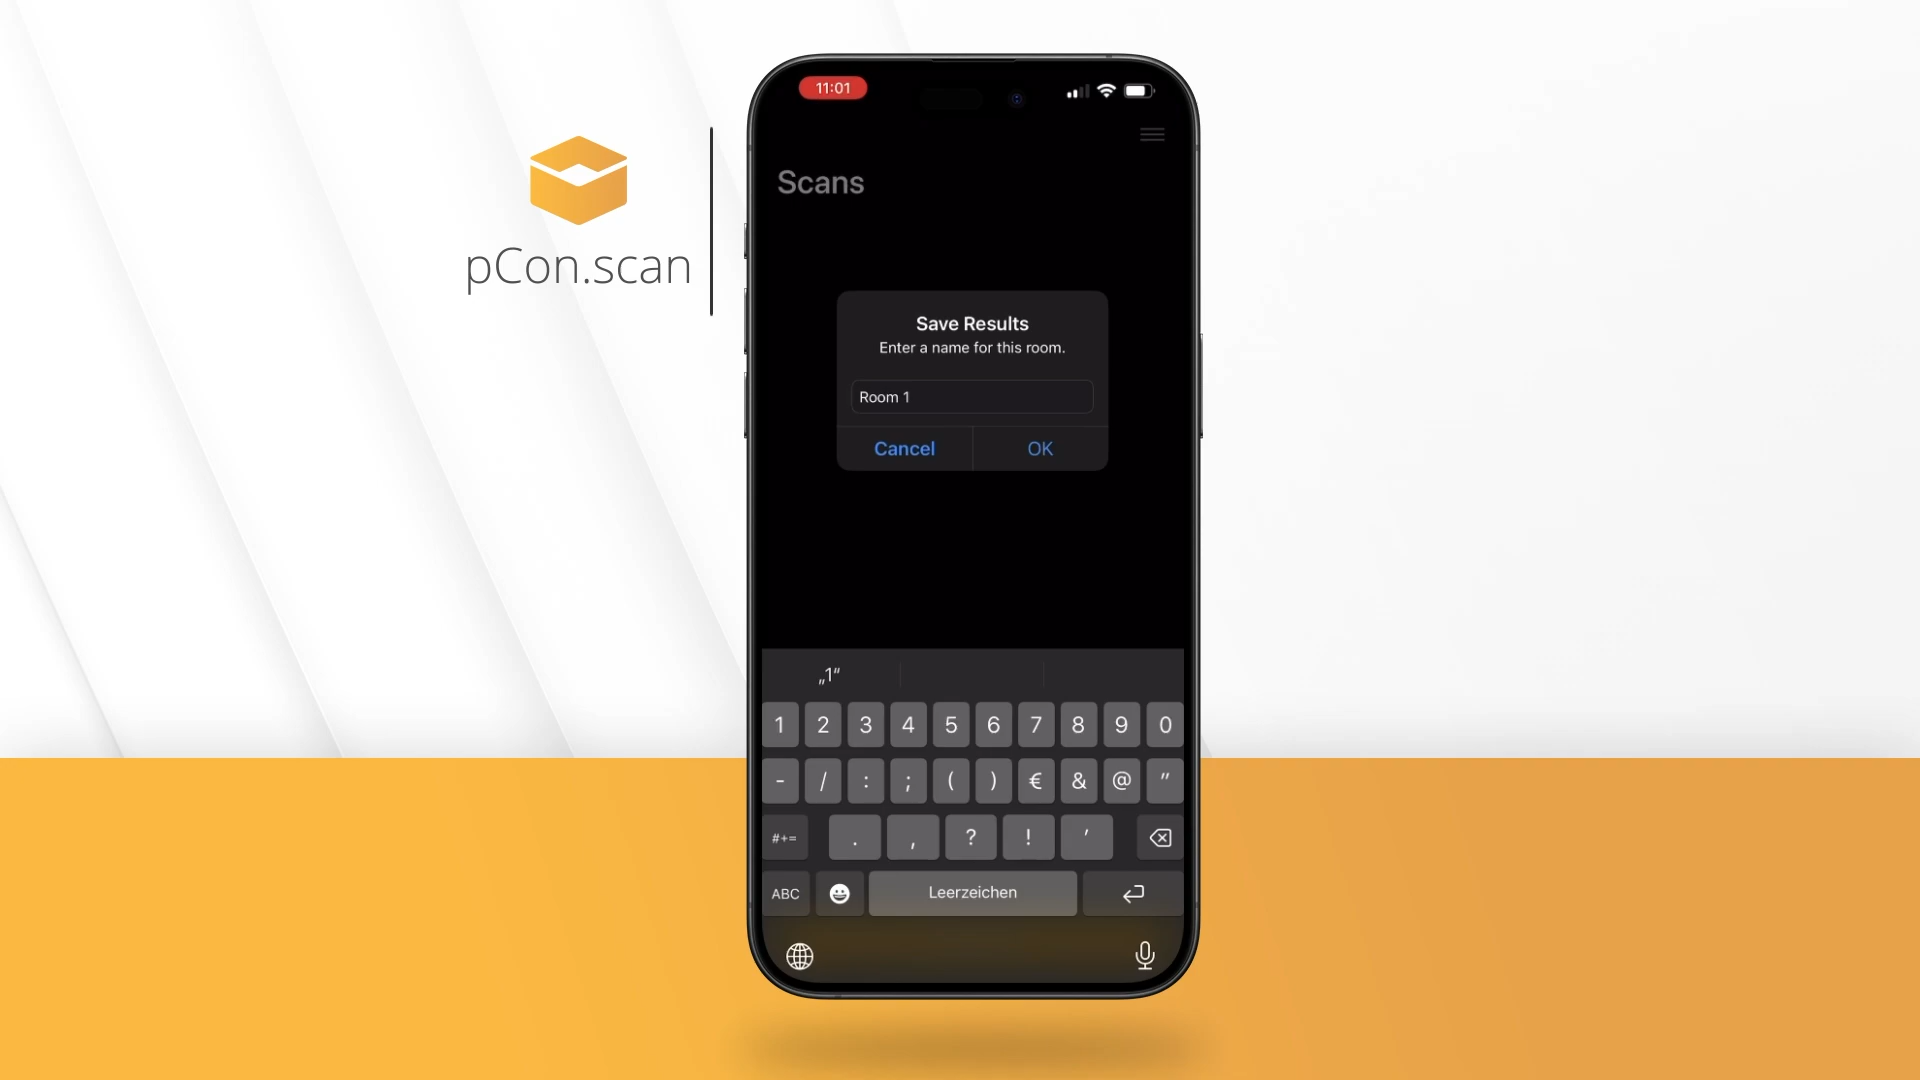 pCon.scan
11:01
Scans
Save Results
Enter a name for this room.
Room 1
Cancel OK
„1“
1 2 3 4 5 6 7 8 9 0
- / : ; ( ) € & @ "
#+= . , ? ! '
ABC Leerzeichen